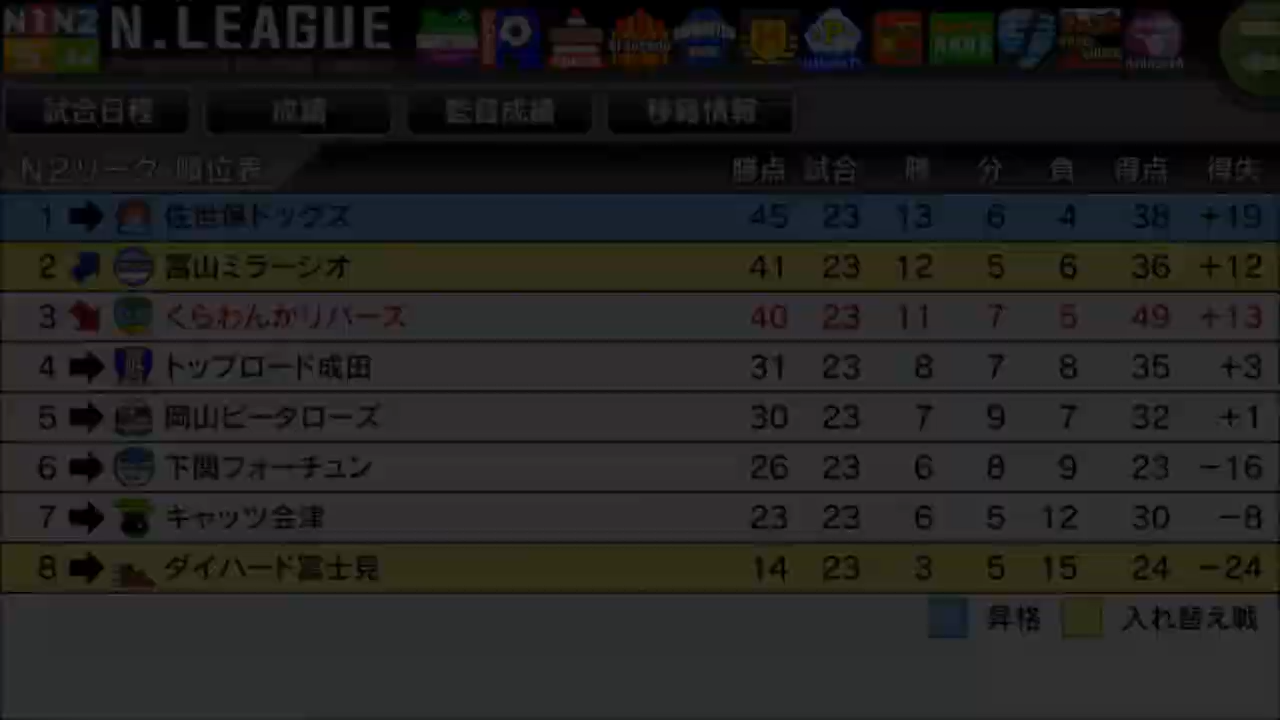 N1N2
N.LEAGUE
試合日程 成績 監督成績 移籍情報
N2リーグ 順位表 勝点 試合 勝 分 負 得点 得失
1 佐世保ドックズ 45 23 13 6 4 38 +19
2 富山ミラージオ 41 23 12 5 6 36 +12
3 くらわんかリバーズ 40 23 11 7 5 49 +13
4 トップロード成田 31 23 8 7 8 35 +3
5 岡山ピータローズ 30 23 7 9 7 32 +1
6 下関フォーチュン 26 23 6 8 9 23 -16
7 キャッツ会津 23 23 6 5 12 30 -8
8 ダイハード富士見 14 23 3 5 15 24 -24
昇格 入れ替え戦